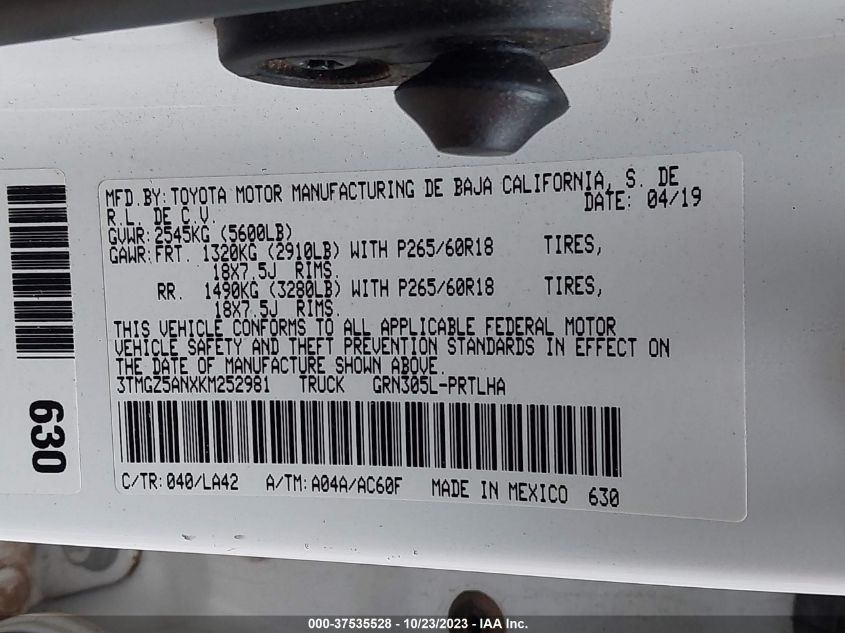 MFD.BY:TOYOTA MOTOR MANUFACTURING DE BAJA CALIFORNIA, S. DE
R.L. DE C.V. DATE: 04/19
GVWR:2545KG (5600LB)
GAWR:FRT. 1320KG (2910LB) WITH P265/60R18 TIRES,
18X7.5J RIMS.
RR. 1490KG (3280LB) WITH P265/60R18 TIRES,
18X7.5J RIMS.
THIS VEHICLE CONFORMS TO ALL APPLICABLE FEDERAL MOTOR
VEHICLE SAFETY AND THEFT PREVENTION STANDARDS IN EFFECT ON
THE DATE OF MANUFACTURE SHOWN ABOVE.
3TMGZ5ANXKM252981 TRUCK GRN305L-PRTLHA
C/TR:040/LA42 A/TM:A04A/AC60F MADE IN MEXICO 630
630
000-37535528 - 10/23/2023 - IAA Inc.